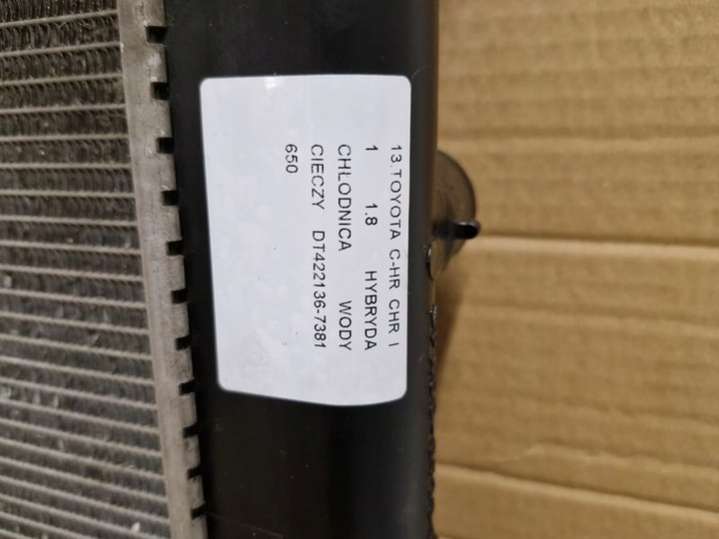 13.TOYOTA C-HR CHR I
1 1.8 HYBRYDA
CHŁODNICA WODY
CIECZY DT422136-7381
650